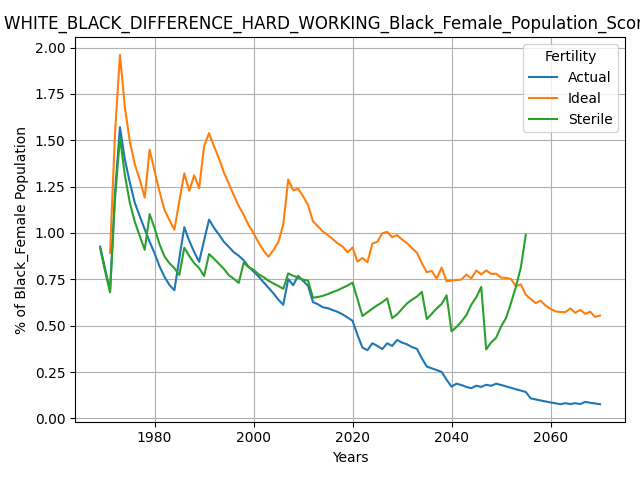 WHITE_BLACK_DIFFERENCE_HARD_WORKING_Black_Female_Population_Scor
Fertility
Actual
Ideal
Sterile
% of Black_Female Population
2.00
1.75
1.50
1.25
1.00
0.75
0.50
0.25
0.00
1980 2000 2020 2040 2060
Years